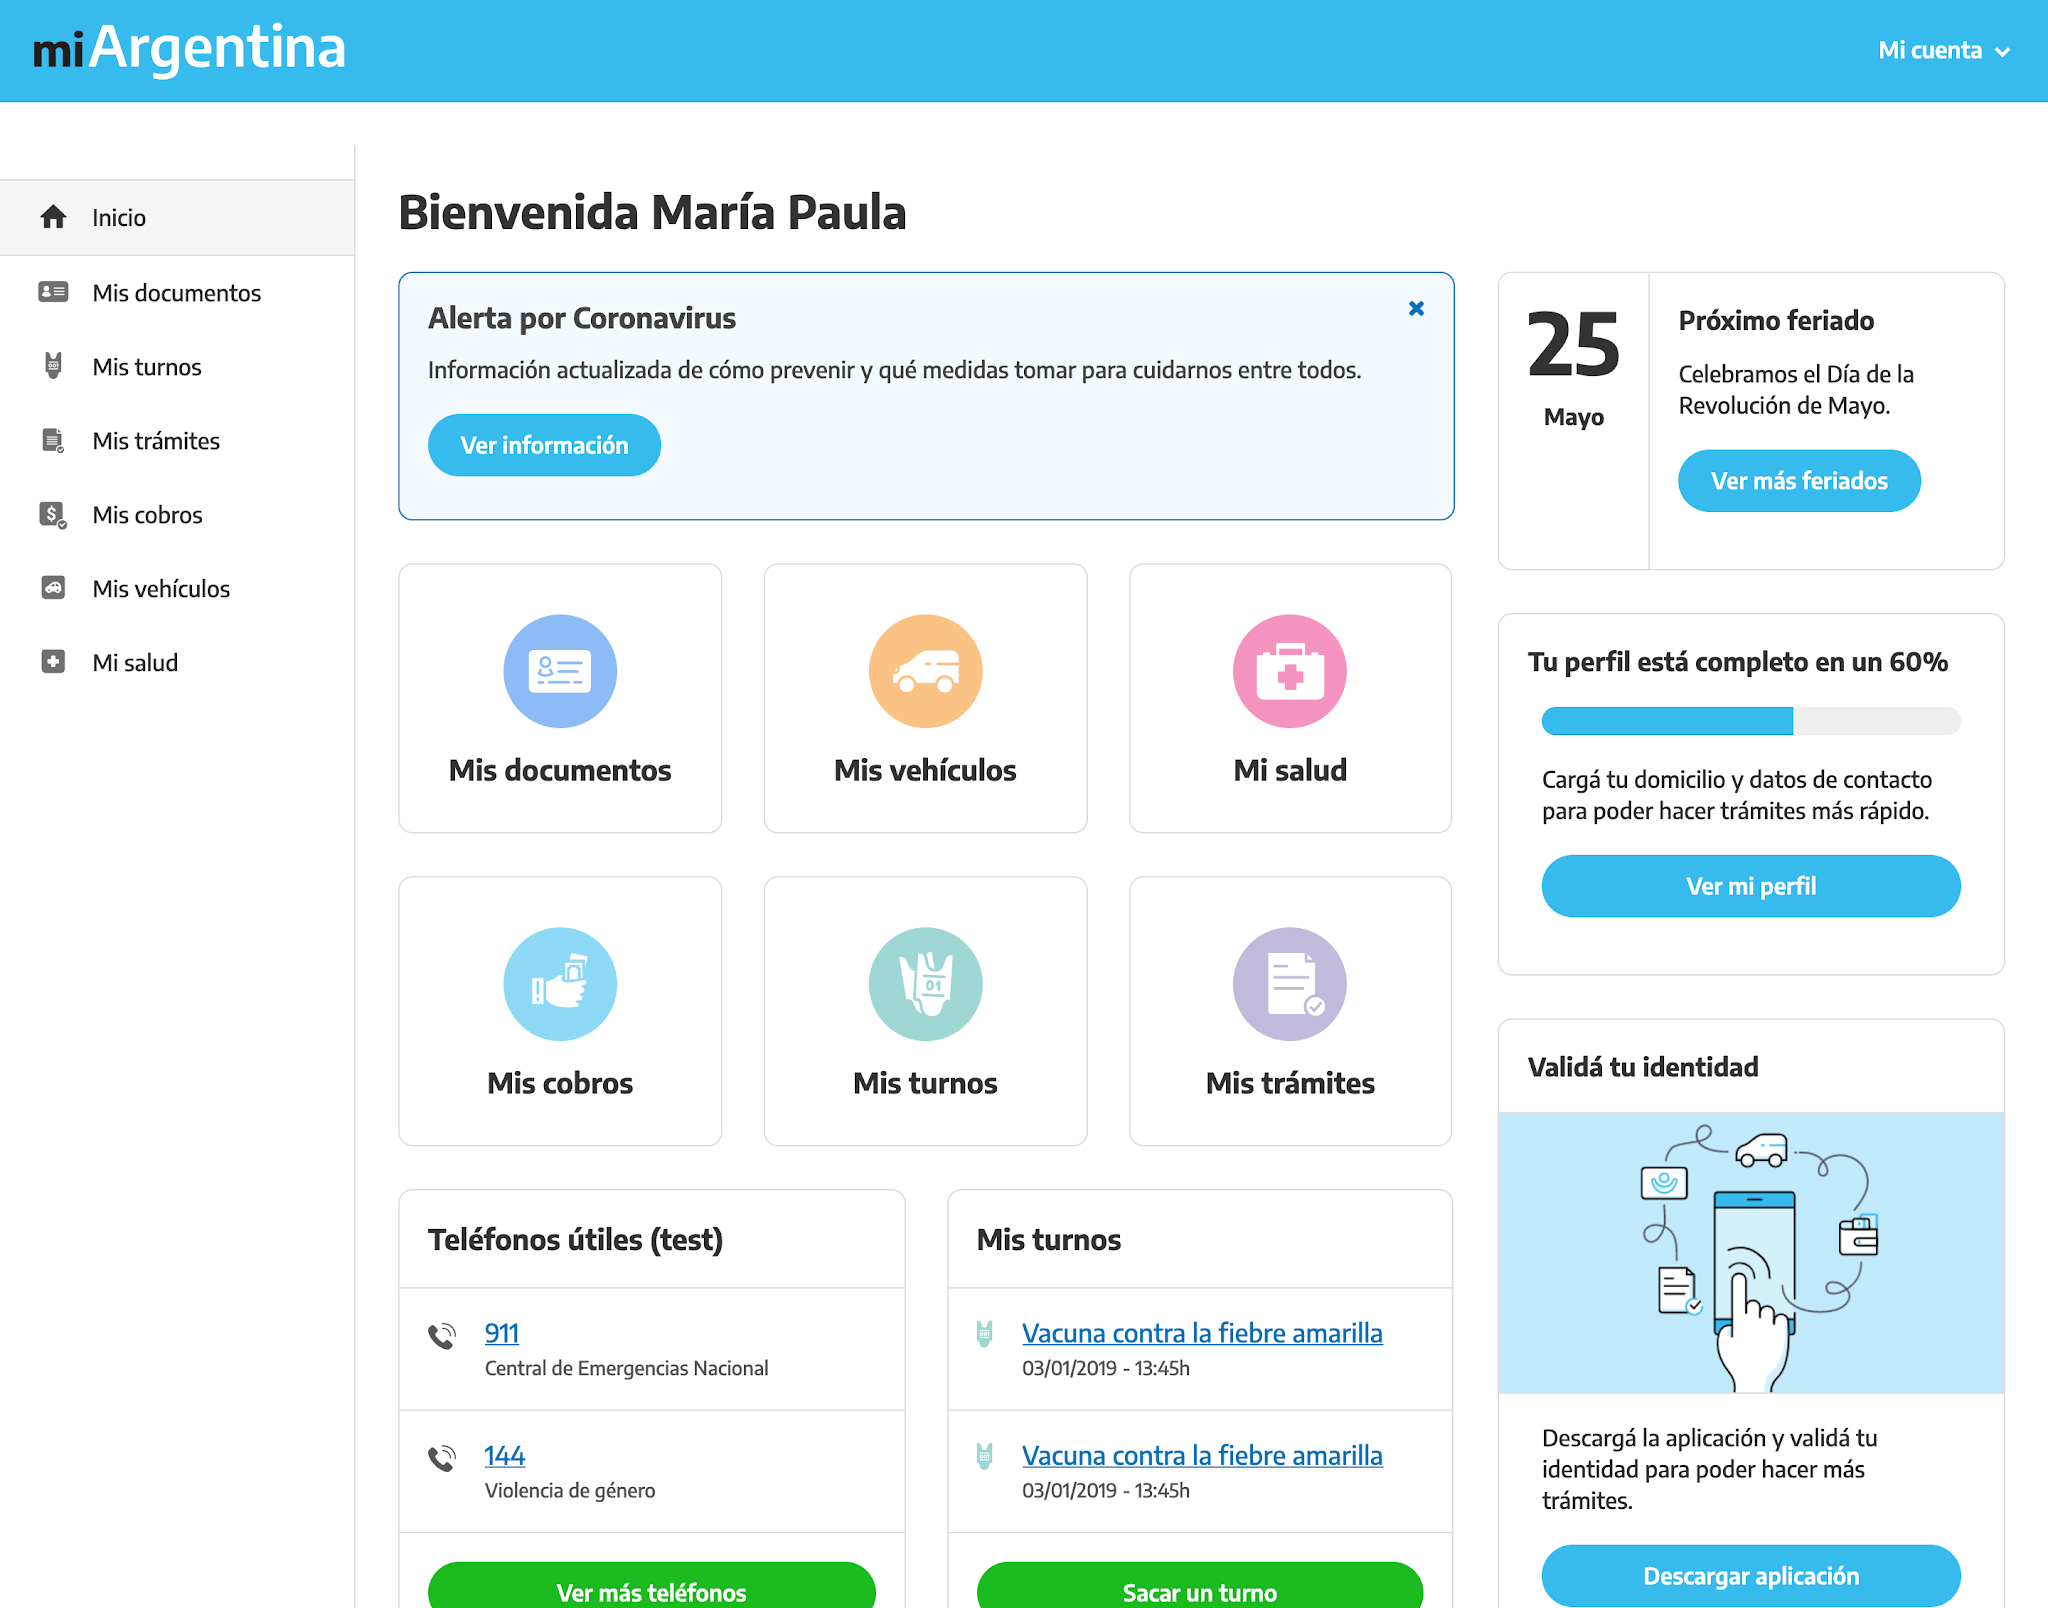 miArgentina
Mi cuenta
Inicio
Mis documentos
Mis turnos
Mis trámites
Mis cobros
Mis vehículos
Mi salud
Bienvenida María Paula
Alerta por Coronavirus
Información actualizada de cómo prevenir y qué medidas tomar para cuidarnos entre todos.
Ver información
Mis documentos
Mis vehículos
Mi salud
01
Mis cobros
Mis turnos
Mis trámites
Teléfonos útiles (test)
911
Central de Emergencias Nacional
144
Violencia de género
Ver más teléfonos
Mis turnos
Vacuna contra la fiebre amarilla
03/01/2019 - 13:45h
Vacuna contra la fiebre amarilla
03/01/2019 - 13:45h
Sacar un turno
25
Mayo
Próximo feriado
Celebramos el Día de la
Revolución de Mayo.
Ver más feriados
Tu perfil está completo en un 60%
Cargá tu domicilio y datos de contacto
para poder hacer trámites más rápido.
Ver mi perfil
Validá tu identidad
Descargá la aplicación y validá tu
identidad para poder hacer más
trámites.
Descargar aplicación